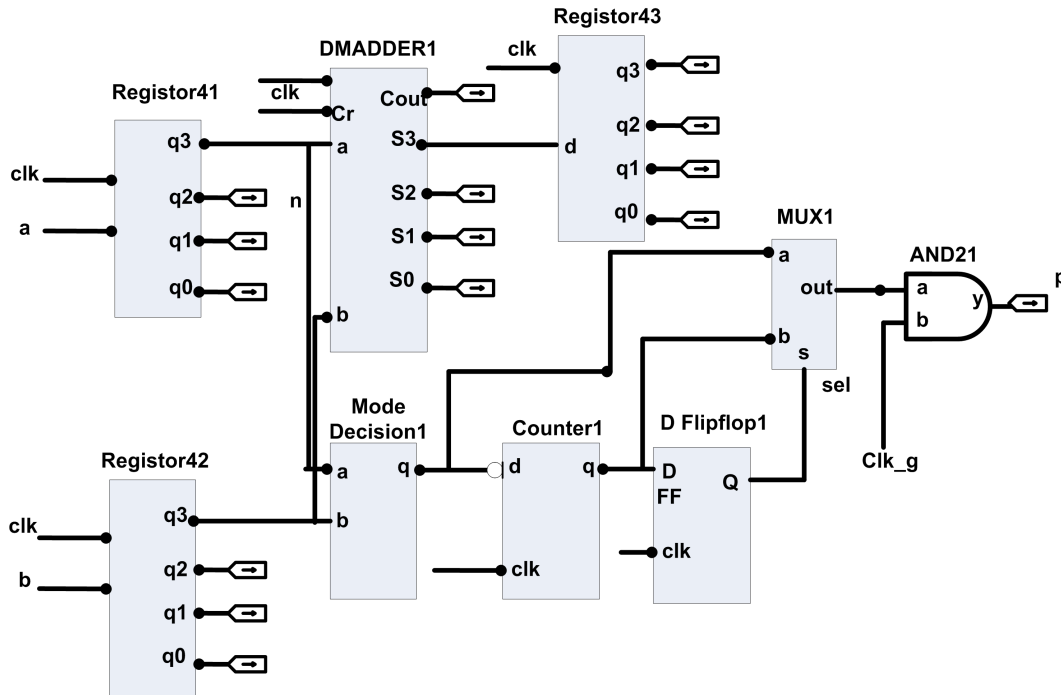 Registor43
clk
q3
q2
q1
q0
d
DMADDER1
clk
Cr
a
b
Cout
S3
S2
S1
S0
Registor41
clk
a
q3
q2
q1
q0
n
MUX1
a
b
out
s
sel
AND21
a
b
y
p
Clk_g
Mode
Decision1
a
b
q
Counter1
d
q
clk
D Flipflop1
D
FF
Q
clk
Registor42
clk
b
q3
q2
q1
q0